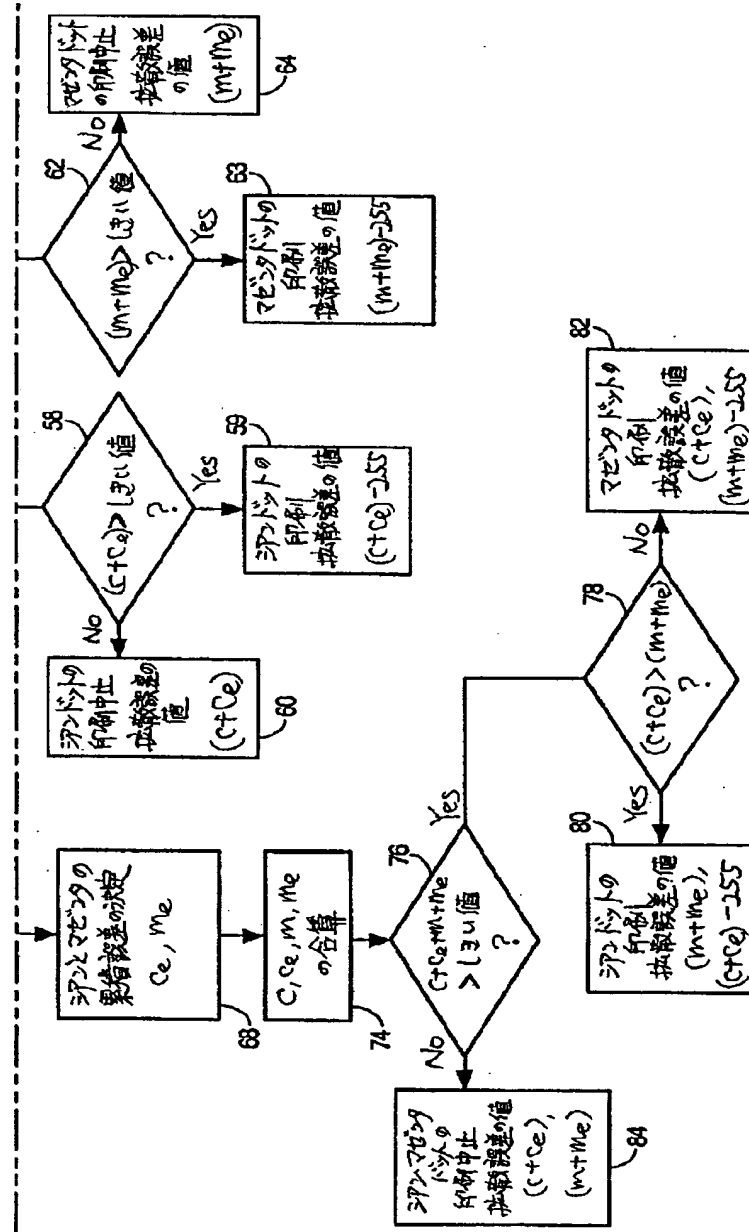 シアンとマゼンタの
累積誤差の決定
Ce, me
68
C, Ce, m, me
の合算
74
C+Ce+m+me
> しきい値
?
76
No
Yes
シアン・マゼンタ
ドットの
印刷中止
拡散誤差の値
(C+Ce),
(m+me)
84
(C+Ce)>(m+me)
?
78
Yes
No
シアンドットの
印刷
拡散誤差の値
(m+me),
(C+Ce)-255
80
マゼンタドットの
印刷
拡散誤差の値
(C+Ce),
(m+me)-255
82
(C+Ce)>しきい値
?
58
No
Yes
シアンドットの
印刷中止
拡散誤差の
値
(C+Ce)
60
シアンドットの
印刷
拡散誤差の値
(C+Ce)-255
59
(m+me)>しきい値
?
62
Yes
No
マゼンタドットの
印刷
拡散誤差の値
(m+me)-255
63
マゼンタドット
の印刷中止
拡散誤差
の値
(m+me)
64